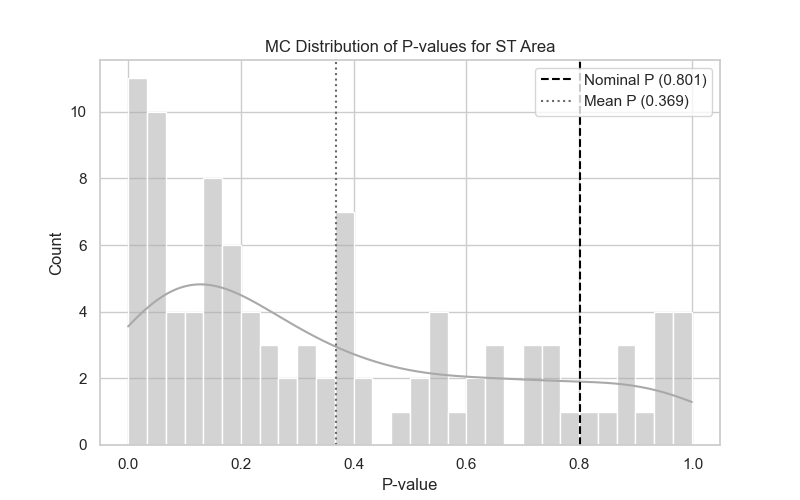 MC Distribution of P-values for ST Area
Nominal P (0.801)
Mean P (0.369)
Count
10
8
6
4
2
0
0.0 0.2 0.4 0.6 0.8 1.0
P-value